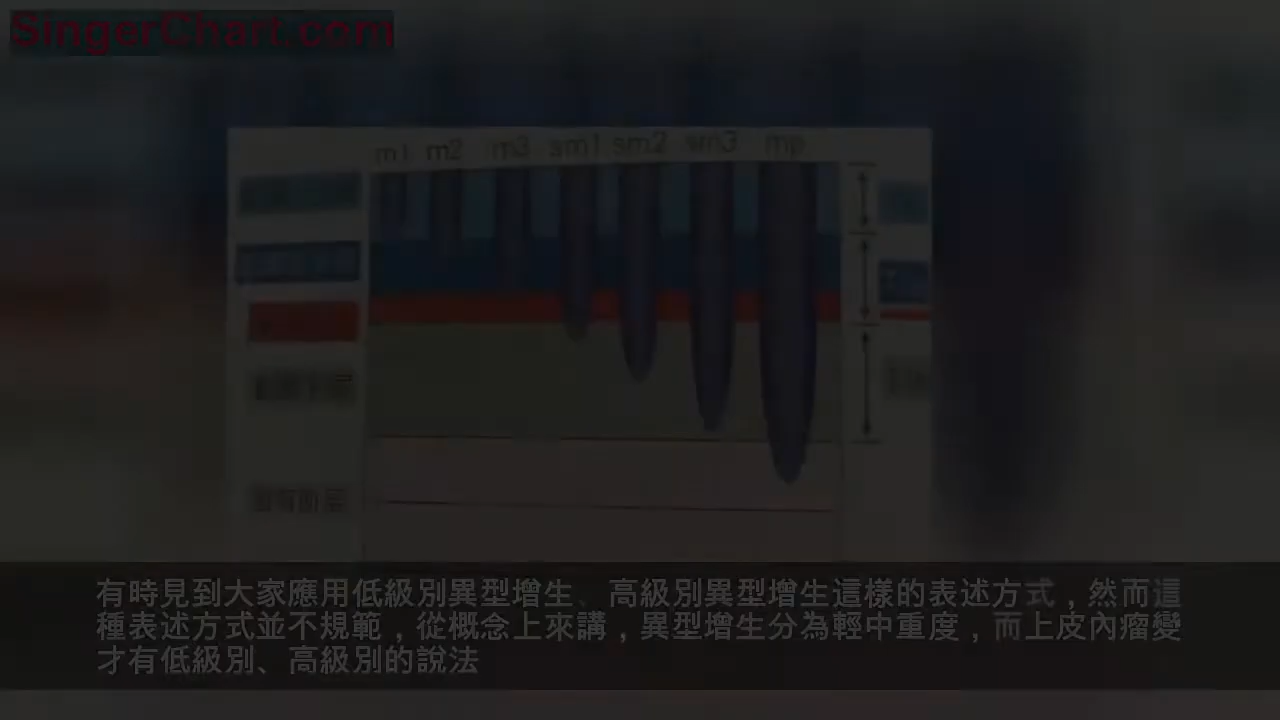 SingerChart.com
m1 m2 m3 sm1 sm2 sm3 mp
固有肌层
有時見到大家應用低級別異型增生、高級別異型增生這樣的表述方式，然而這
種表述方式並不規範，從概念上來講，異型增生分為輕中重度，而上皮內瘤變
才有低級別、高級別的說法